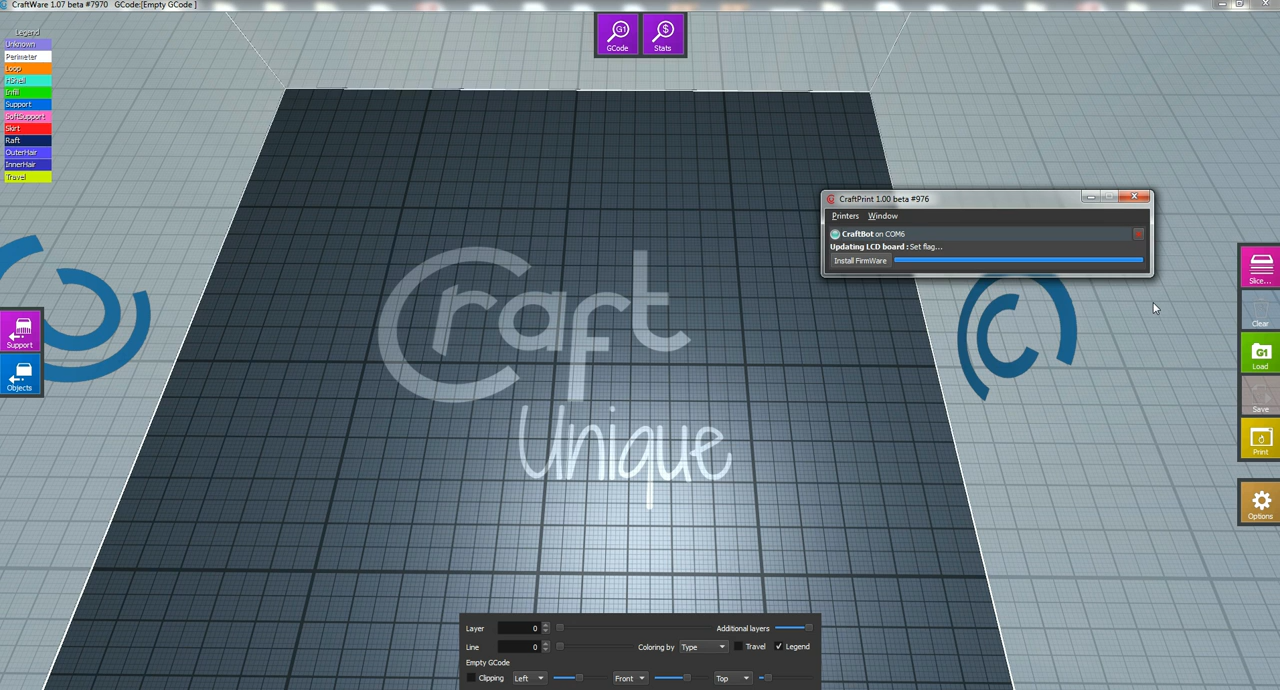 CraftWare 1.07 beta #7970 GCode:[Empty GCode ]
Legend
Unknown
Perimeter
Loop
HShell
Infill
Support
SoftSupport
Skirt
Raft
OuterHair
InnerHair
Travel
GCode
Stats
CraftPrint 1.00 beta #976
Printers Window
CraftBot on COM6
Updating LCD board : Set flag...
Install FirmWare
Craft
Unique
Support
Objects
Slice...
Clear
G1
Load
Save
Print
Options
Layer 0 Additional layers
Line 0 Coloring by Type Travel Legend
Empty GCode
Clipping Left Front Top